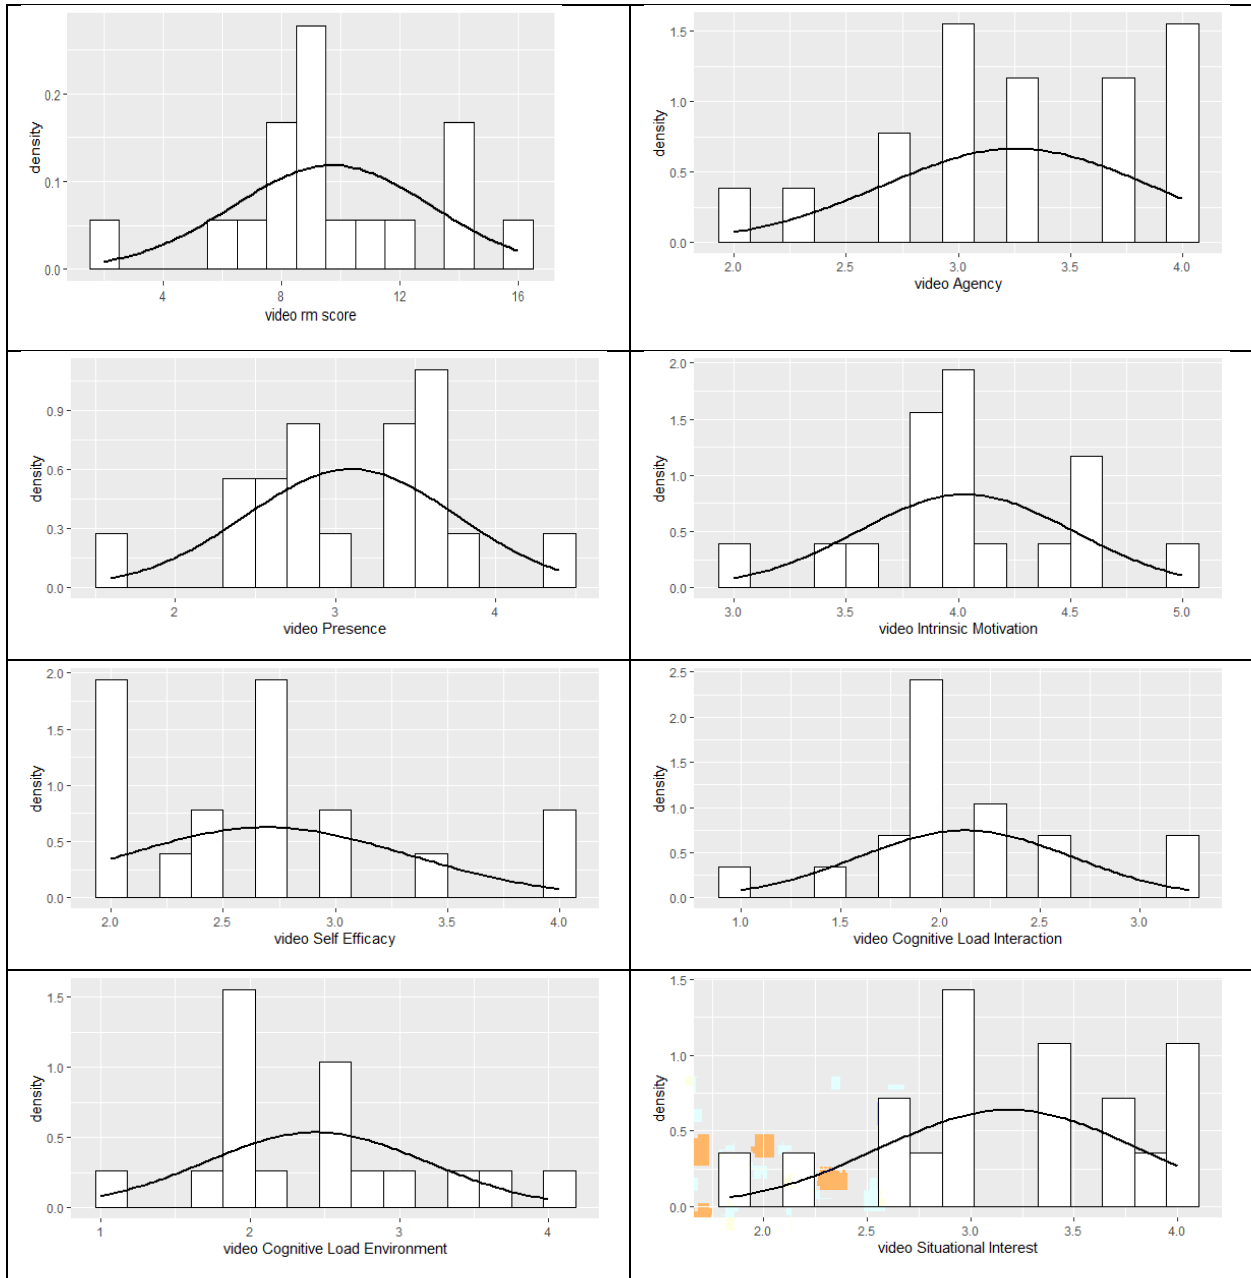 density
0.2
0.1
0.0
4 8 12 16
video rm score
density
1.5
1.0
0.5
0.0
2.0 2.5 3.0 3.5 4.0
video Agency
density
0.9
0.6
0.3
0.0
2 3 4
video Presence
density
2.0
1.5
1.0
0.5
0.0
3.0 3.5 4.0 4.5 5.0
video Intrinsic Motivation
density
2.0
1.5
1.0
0.5
0.0
2.0 2.5 3.0 3.5 4.0
video Self Efficacy
density
2.5
2.0
1.5
1.0
0.5
0.0
1.0 1.5 2.0 2.5 3.0
video Cognitive Load Interaction
density
1.5
1.0
0.5
0.0
1 2 3 4
video Cognitive Load Environment
density
1.5
1.0
0.5
0.0
2.0 2.5 3.0 3.5 4.0
video Situational Interest